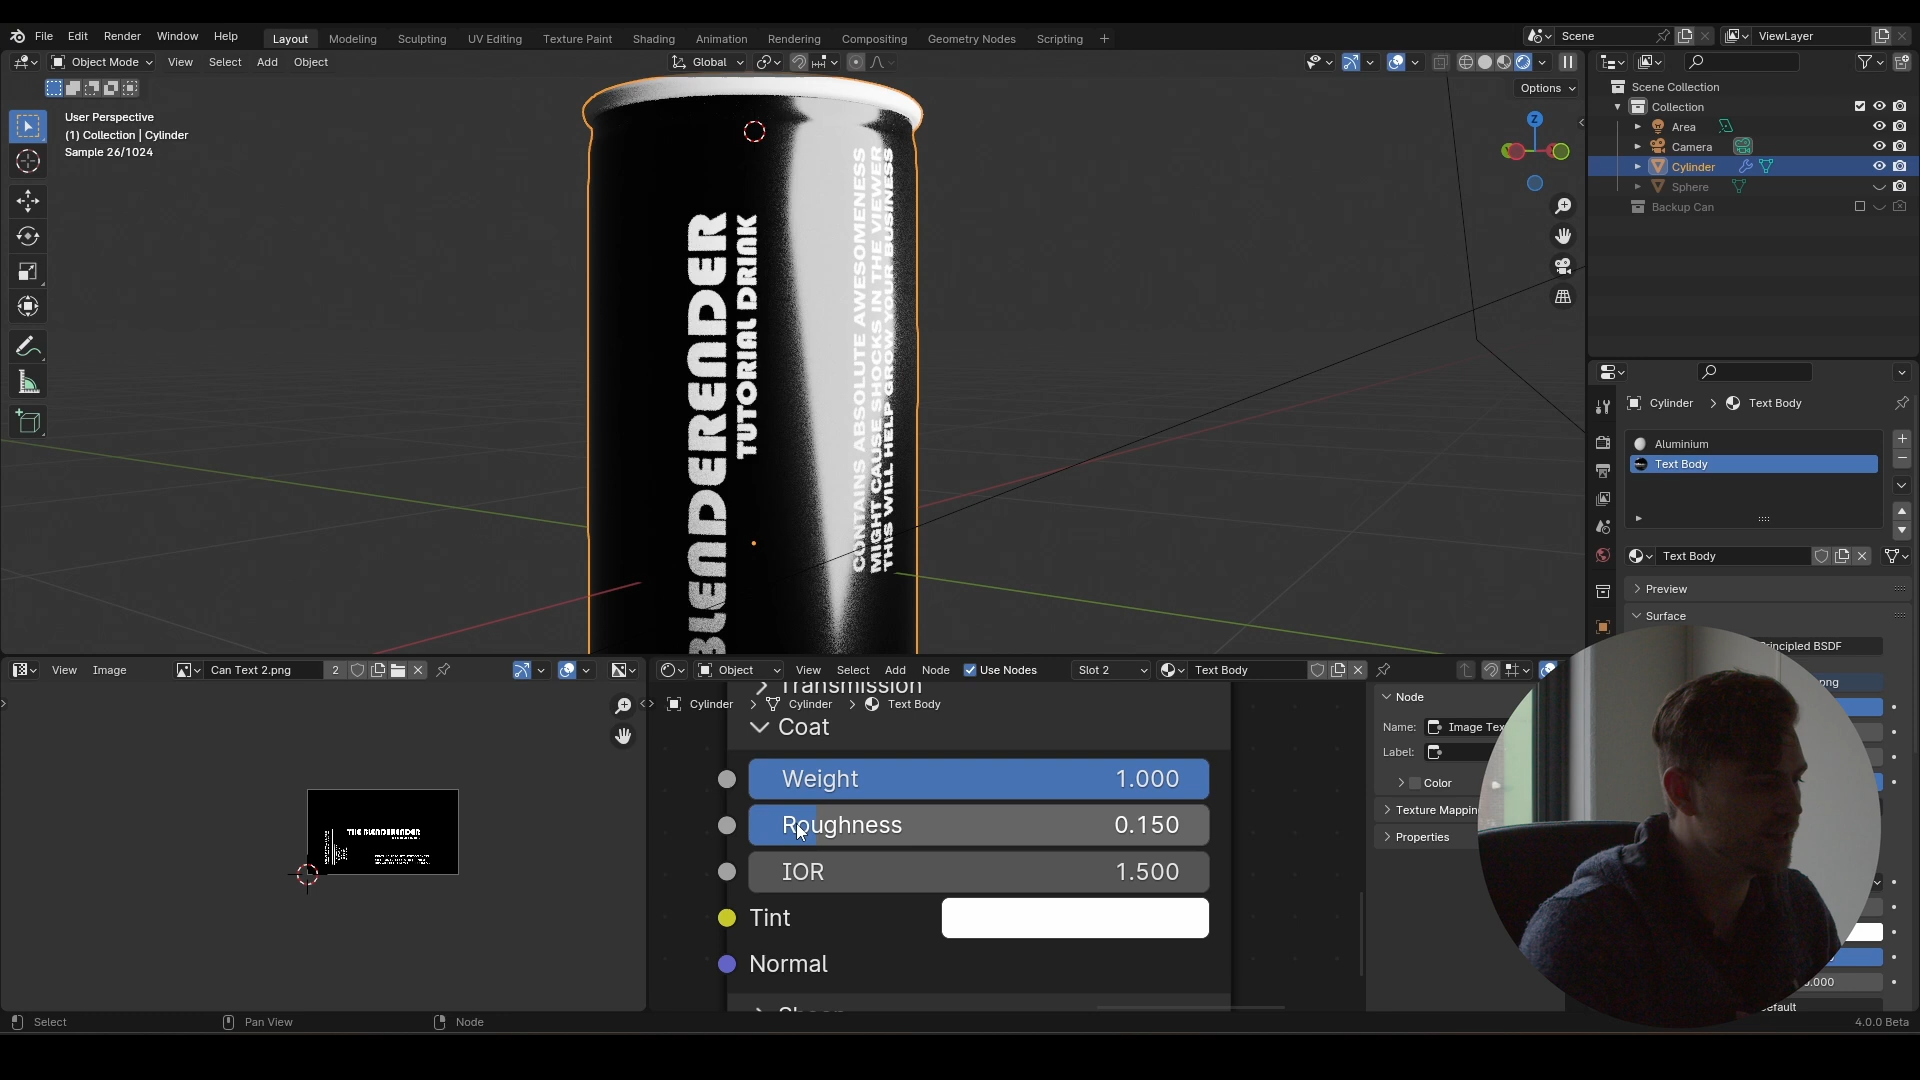 File Edit Render Window Help Layout Modeling Sculpting UV Editing Texture Paint Shading Animation Rendering Compositing Geometry Nodes Scripting + Scene ViewLayer
Object Mode View Select Add Object Global
Options
User Perspective
(1) Collection | Cylinder
Sample 26/1024
Z
BLENDERENDER
TUTORIAL DRINK
CONTAINS ABSOLUTE AWESOMENESS
MIGHT CAUSE SHOCKS IN THE VIEWER
THIS WILL HELP GROW YOUR BUSINESS
Scene Collection
Collection
Area
Camera
Cylinder
Sphere
Backup Can
Cylinder > Text Body
Aluminium
Text Body
Text Body
Preview
Surface
Principled BSDF
png
View Image Can Text 2.png 2
THE BLENDERENDER
Object View Select Add Node Use Nodes Slot 2 Text Body
Transmission
Cylinder > Cylinder > Text Body
Coat
Weight 1.000
Roughness 0.150
IOR 1.500
Tint
Normal
Node
Name: Image Tex
Label:
Color
Texture Mapping
Properties
Select Pan View Node
4.0.0 Beta